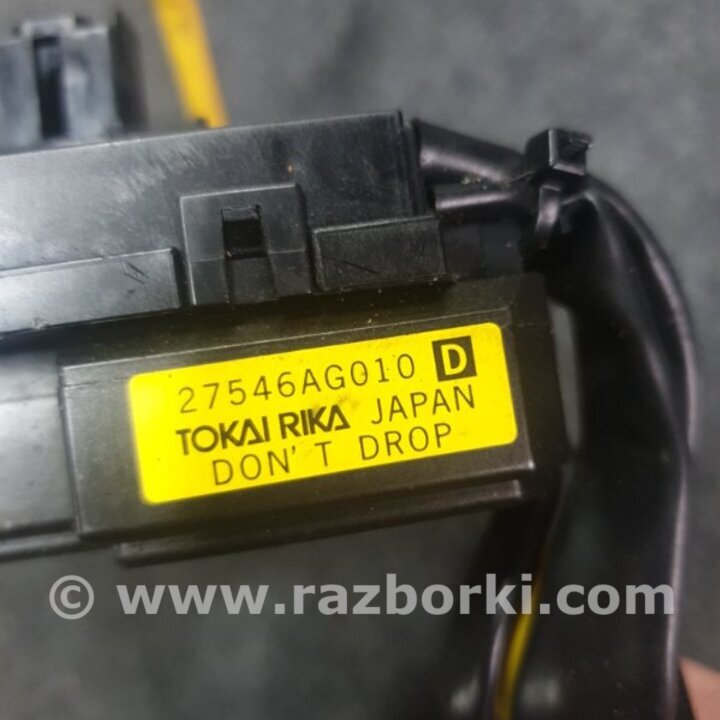 27546AG010 D
TOKAI RIKA JAPAN
DON'T DROP
© www.razborki.com